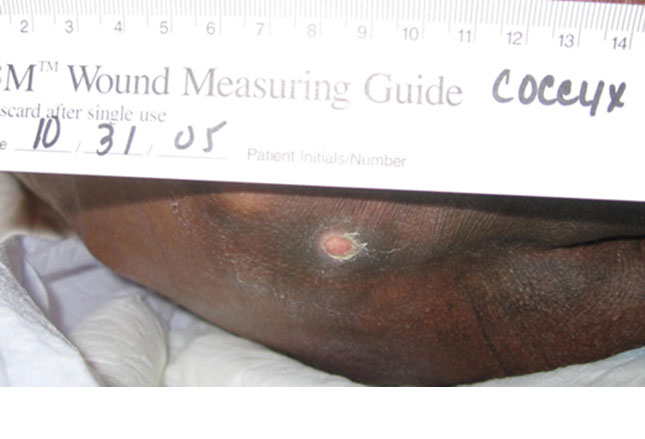 2 3 4 5 6 7 8 9 10 11 12 13 14
M™ Wound Measuring Guide coccyx
scard after single use
e 10 / 31 / 05 Patient Initials/Number